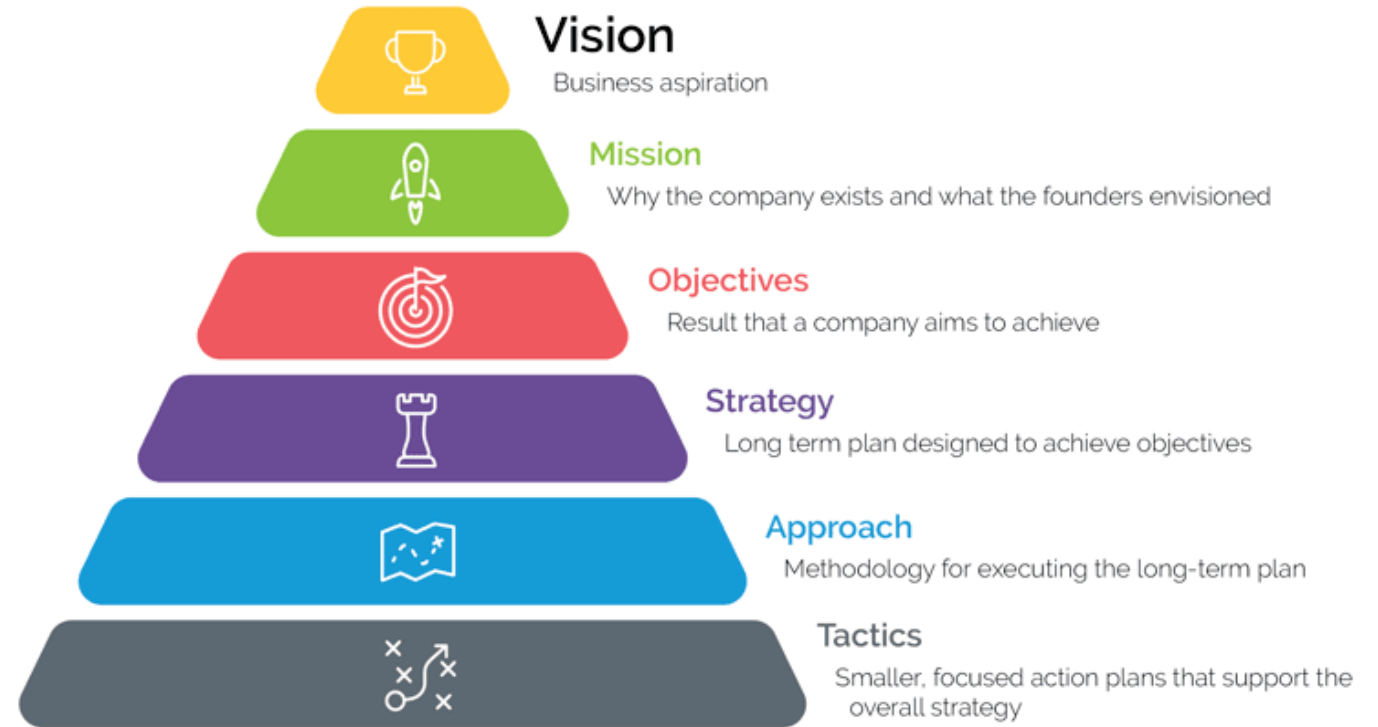 Vision
Business aspiration
Mission
Why the company exists and what the founders envisioned
Objectives
Result that a company aims to achieve
Strategy
Long term plan designed to achieve objectives
Approach
Methodology for executing the long-term plan
Tactics
Smaller, focused action plans that support the
overall strategy